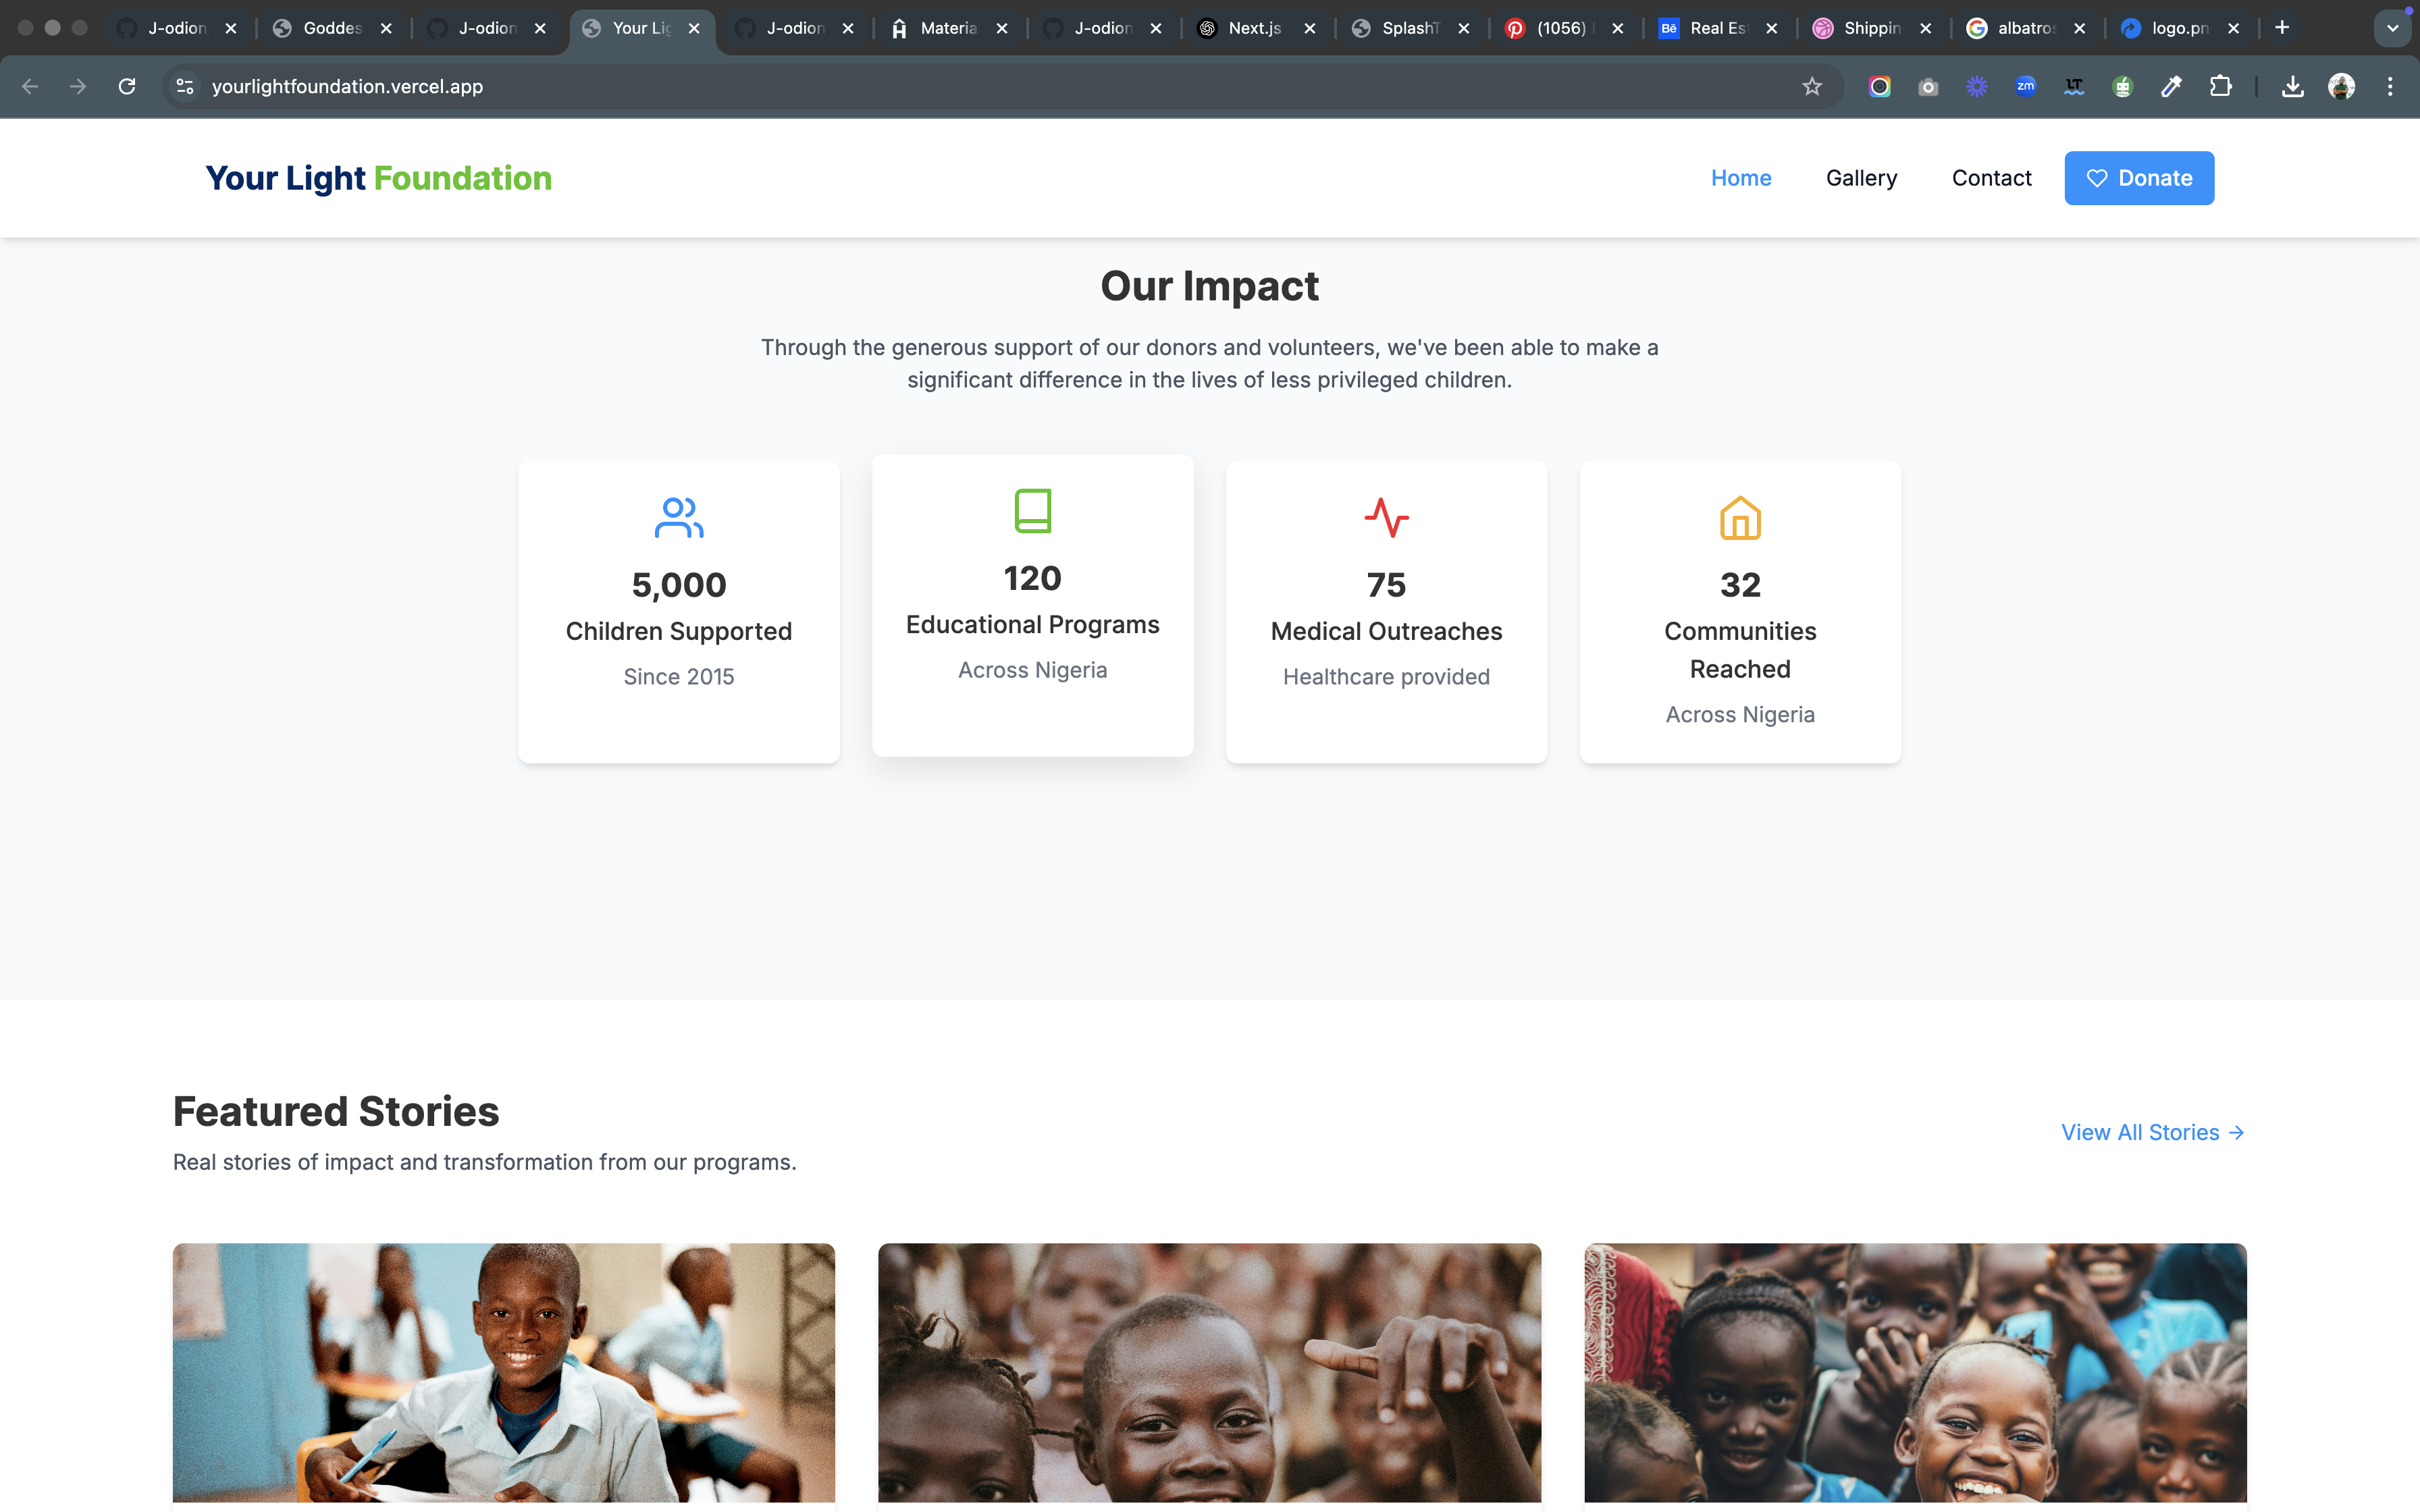 J-odion
Goddes
J-odion
Your Lig
J-odion
Materia
J-odion
Next.js
SplashT
(1056)
Real Es
Shippin
albatros
logo.pn
yourlightfoundation.vercel.app
zm
LT
Your Light Foundation
Home
Gallery
Contact
Donate
Our Impact
Through the generous support of our donors and volunteers, we've been able to make a
significant difference in the lives of less privileged children.
5,000
Children Supported
Since 2015
120
Educational Programs
Across Nigeria
75
Medical Outreaches
Healthcare provided
32
Communities
Reached
Across Nigeria
Featured Stories
View All Stories →
Real stories of impact and transformation from our programs.